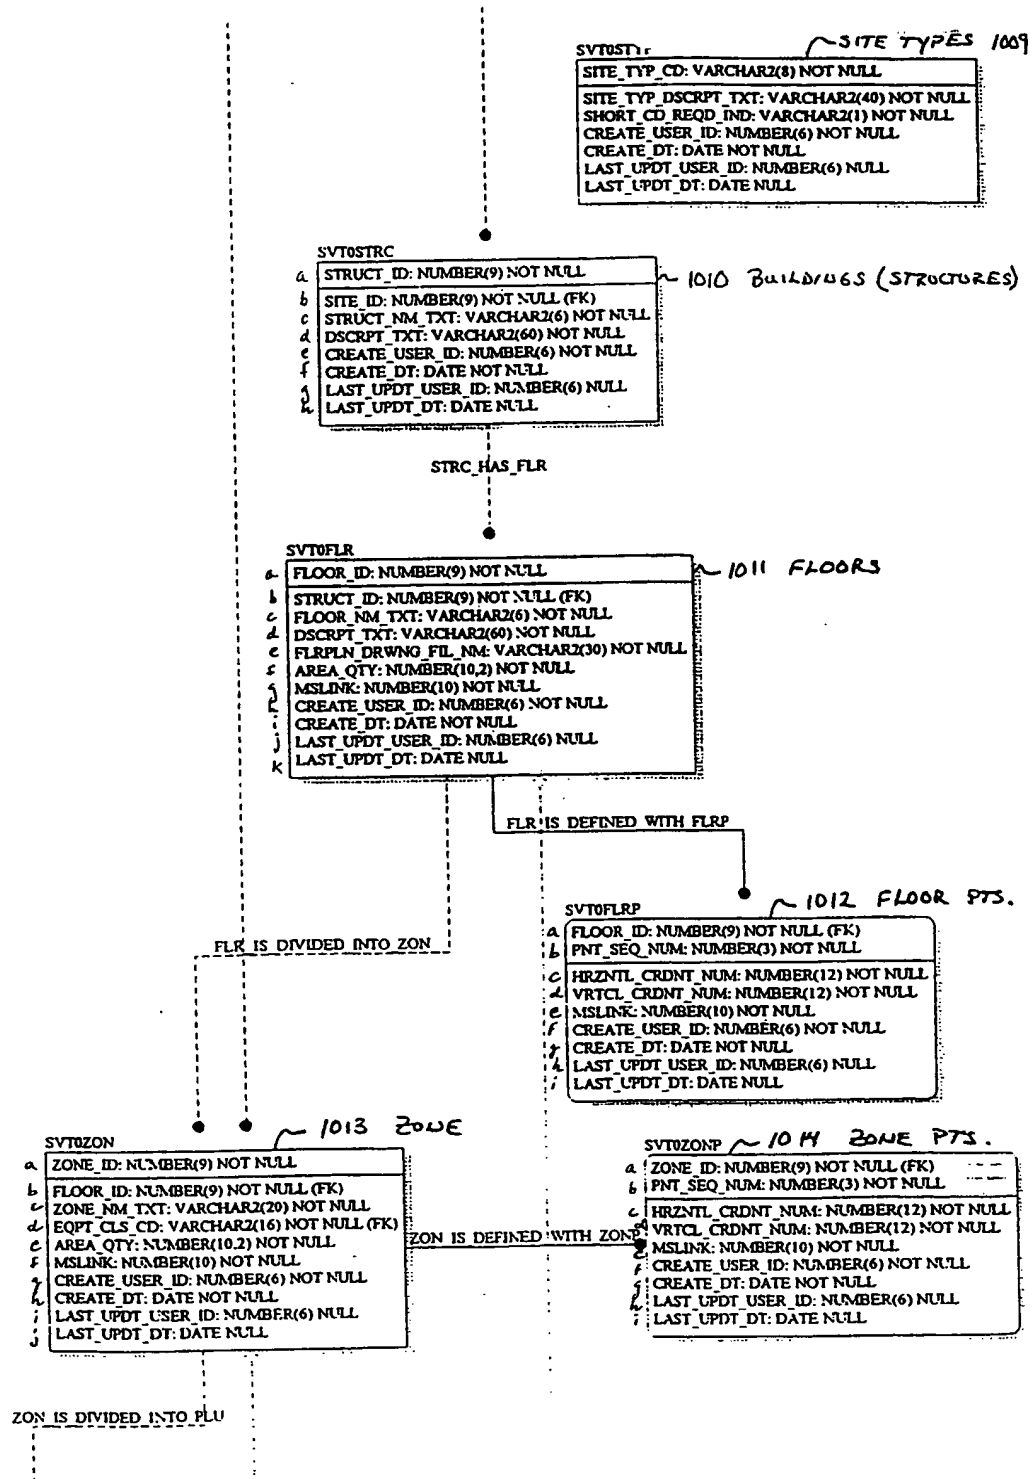 SITE TYPES 1009
SITE_TYP_CD: VARCHAR2(8) NOT NULL
SITE_TYP_DSCRPT_TXT: VARCHAR2(40) NOT NULL
SHORT_CD_REQD_IND: VARCHAR2(1) NOT NULL
CREATE_USER_ID: NUMBER(6) NOT NULL
CREATE_DT: DATE NOT NULL
LAST_UPDT_USER_ID: NUMBER(6) NULL
LAST_UPDT_DT: DATE NULL
SVT0STRC
1010 BUILDINGS (STRUCTURES)
a STRUCT_ID: NUMBER(9) NOT NULL
b SITE_ID: NUMBER(9) NOT NULL (FK)
c STRUCT_NM_TXT: VARCHAR2(6) NOT NULL
d DSCRPT_TXT: VARCHAR2(60) NOT NULL
e CREATE_USER_ID: NUMBER(6) NOT NULL
f CREATE_DT: DATE NOT NULL
g LAST_UPDT_USER_ID: NUMBER(6) NULL
h LAST_UPDT_DT: DATE NULL
STRC_HAS_FLR
SVT0FLR
1011 FLOORS
a FLOOR_ID: NUMBER(9) NOT NULL
b STRUCT_ID: NUMBER(9) NOT NULL (FK)
c FLOOR_NM_TXT: VARCHAR2(6) NOT NULL
d DSCRPT_TXT: VARCHAR2(60) NOT NULL
e FLRPLN_DRWNG_FIL_NM: VARCHAR2(30) NOT NULL
f AREA_QTY: NUMBER(10,2) NOT NULL
g MSLINK: NUMBER(10) NOT NULL
h CREATE_USER_ID: NUMBER(6) NOT NULL
i CREATE_DT: DATE NOT NULL
j LAST_UPDT_USER_ID: NUMBER(6) NULL
k LAST_UPDT_DT: DATE NULL
FLR IS DEFINED WITH FLRP
1012 FLOOR PTS.
SVT0FLRP
a FLOOR_ID: NUMBER(9) NOT NULL (FK)
b PNT_SEQ_NUM: NUMBER(3) NOT NULL
c HRZNTL_CRDNT_NUM: NUMBER(12) NOT NULL
d VRTCL_CRDNT_NUM: NUMBER(12) NOT NULL
e MSLINK: NUMBER(10) NOT NULL
f CREATE_USER_ID: NUMBER(6) NOT NULL
g CREATE_DT: DATE NOT NULL
h LAST_UPDT_USER_ID: NUMBER(6) NULL
i LAST_UPDT_DT: DATE NULL
FLR IS DIVIDED INTO ZON
1013 ZONE
SVT0ZON
a ZONE_ID: NUMBER(9) NOT NULL
b FLOOR_ID: NUMBER(9) NOT NULL (FK)
c ZONE_NM_TXT: VARCHAR2(20) NOT NULL
d EQPT_CLS_CD: VARCHAR2(16) NOT NULL (FK)
e AREA_QTY: NUMBER(10,2) NOT NULL
f MSLINK: NUMBER(10) NOT NULL
g CREATE_USER_ID: NUMBER(6) NOT NULL
h CREATE_DT: DATE NOT NULL
i LAST_UPDT_USER_ID: NUMBER(6) NULL
j LAST_UPDT_DT: DATE NULL
ZON IS DEFINED WITH ZONP
SVT0ZONP 1014 ZONE PTS.
a ZONE_ID: NUMBER(9) NOT NULL (FK)
b PNT_SEQ_NUM: NUMBER(3) NOT NULL
c HRZNTL_CRDNT_NUM: NUMBER(12) NOT NULL
d VRTCL_CRDNT_NUM: NUMBER(12) NOT NULL
e MSLINK: NUMBER(10) NOT NULL
f CREATE_USER_ID: NUMBER(6) NOT NULL
g CREATE_DT: DATE NOT NULL
h LAST_UPDT_USER_ID: NUMBER(6) NULL
i LAST_UPDT_DT: DATE NULL
ZON IS DIVIDED INTO PLU